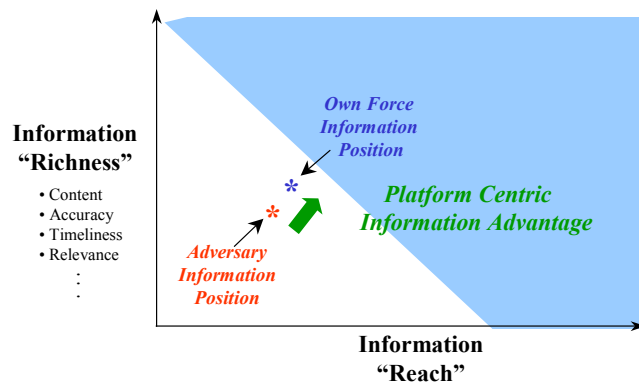 Own Force
Information
Position
Information
“Richness”
• Content
• Accuracy
• Timeliness
• Relevance
.
.
.
*
*
Platform Centric
Information Advantage
Adversary
Information
Position
Information
“Reach”